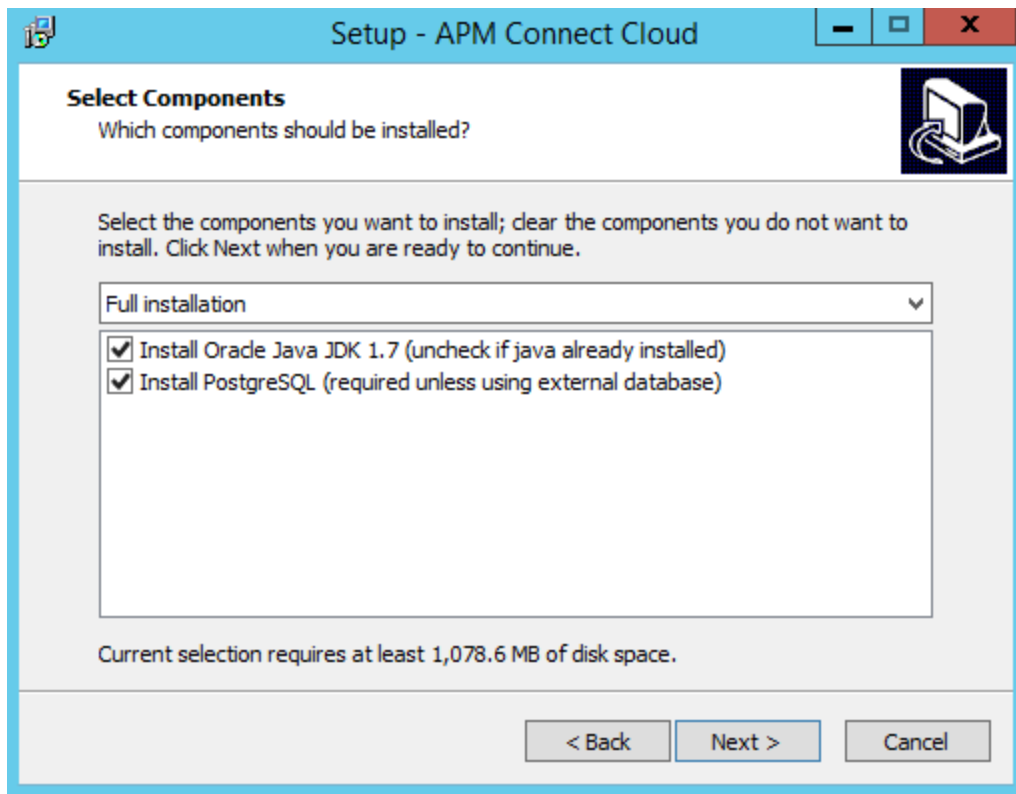 Setup - APM Connect Cloud
Select Components
Which components should be installed?
Select the components you want to install; clear the components you do not want to
install. Click Next when you are ready to continue.
Full installation
Install Oracle Java JDK 1.7 (uncheck if java already installed)
Install PostgreSQL (required unless using external database)
Current selection requires at least 1,078.6 MB of disk space.
< Back Next > Cancel